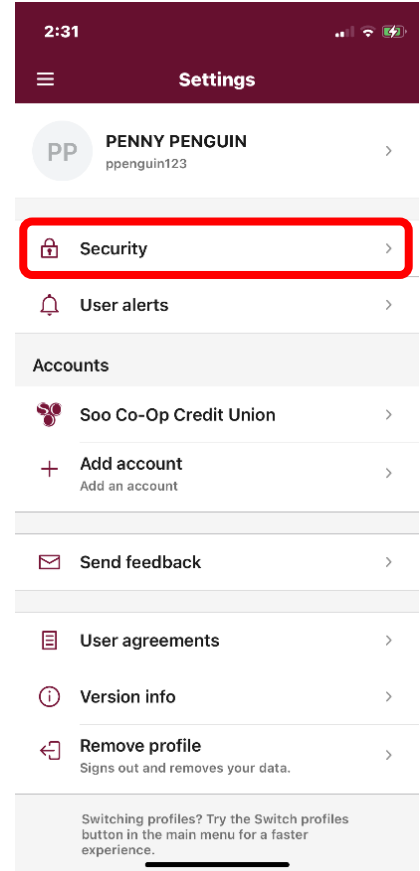 2:31
Settings
PP
PENNY PENGUIN
ppenguin123
Security
User alerts
Accounts
Soo Co-Op Credit Union
Add account
Add an account
Send feedback
User agreements
Version info
Remove profile
Signs out and removes your data.
Switching profiles? Try the Switch profiles
button in the main menu for a faster
experience.